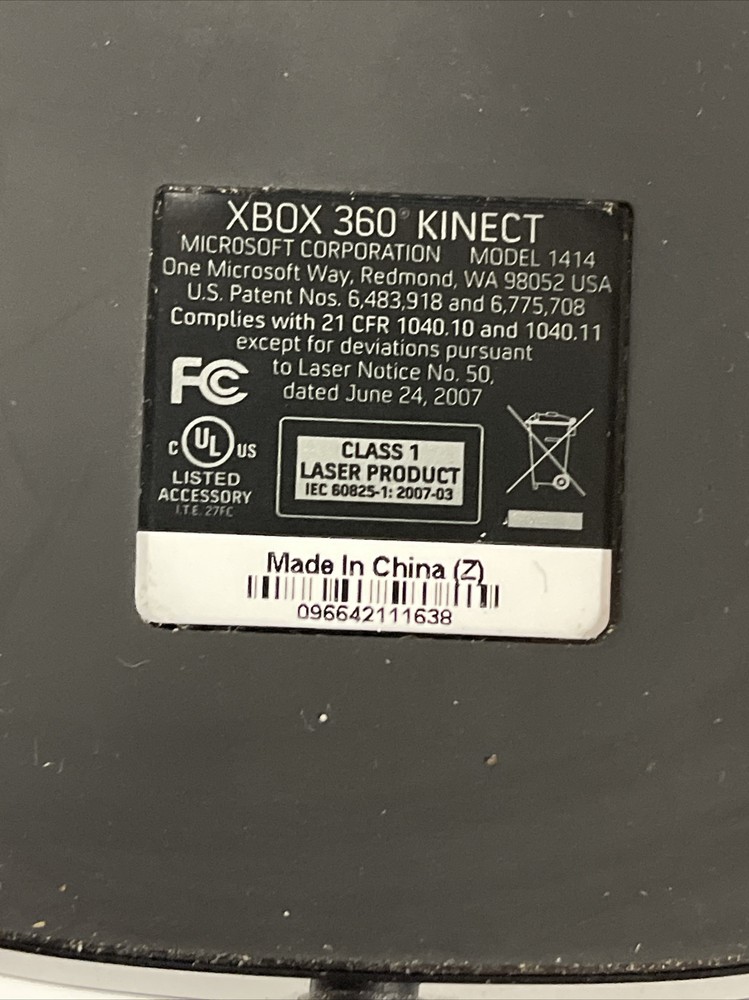 XBOX 360® KINECT
MICROSOFT CORPORATION MODEL 1414
One Microsoft Way, Redmond, WA 98052 USA
U.S. Patent Nos. 6,483,918 and 6,775,708
Complies with 21 CFR 1040.10 and 1040.11
except for deviations pursuant
to Laser Notice No. 50,
dated June 24, 2007
FC
C UL US
LISTED
ACCESSORY
I.T.E. 27FC
CLASS 1
LASER PRODUCT
IEC 60825-1: 2007-03
Made In China (Z)
096642111638